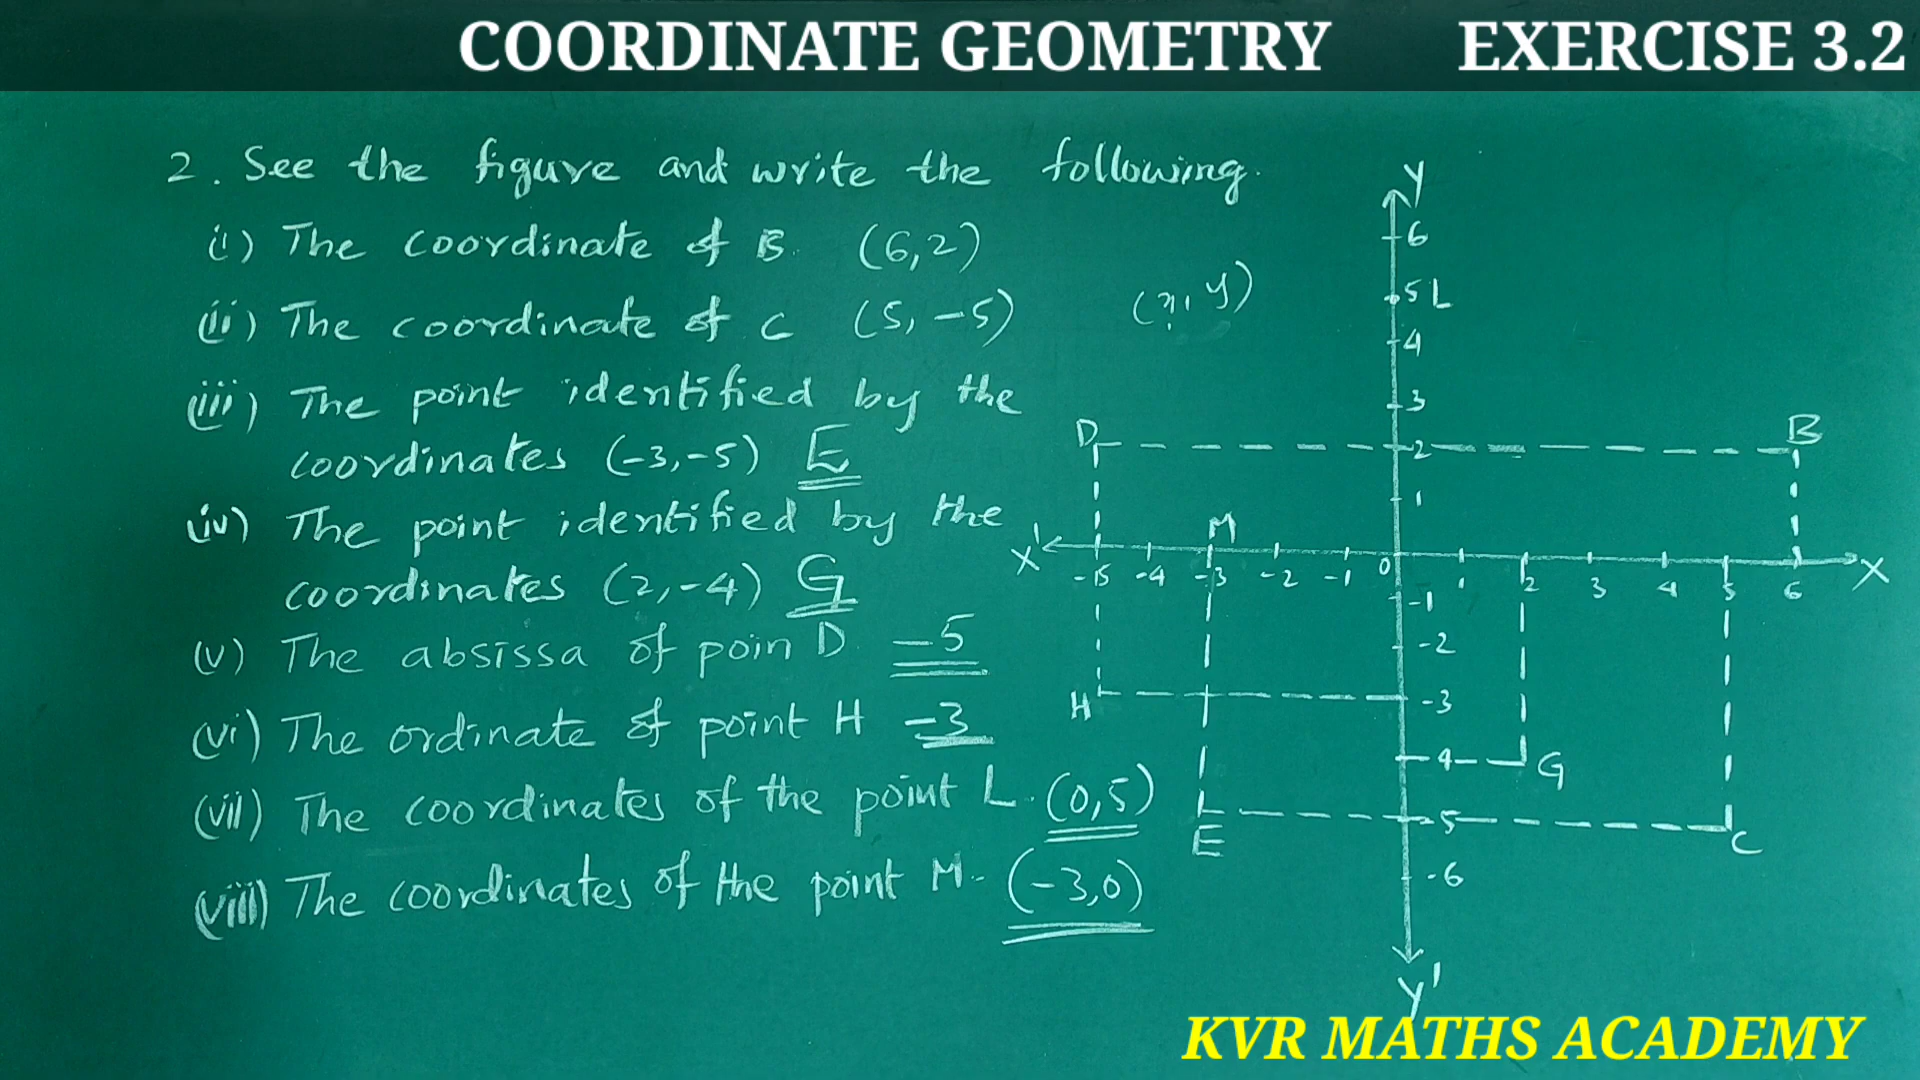 COORDINATE GEOMETRY EXERCISE 3.2
2. See the figure and write the following.
(i) The coordinate of B. (6,2)
(ii) The coordinate of C (5, -5)
(x, y)
(iii) The point identified by the
coordinates (-3,-5) E
(iv) The point identified by the
coordinates (2,-4) G
(v) The absissa of poin D. -5
(vi) The ordinate of point H -3
(vii) The coordinates of the point L. (0,5)
(viii) The coordinates of the point M. (-3,0)
Y
6
5 L
4
3
D 2 B
1
M
X' -5 -4 -3 -2 -1 0 1 2 3 4 5 6 X
-1
-2
H -3
-4 G
E -5 C
-6
Y'
KVR MATHS ACADEMY